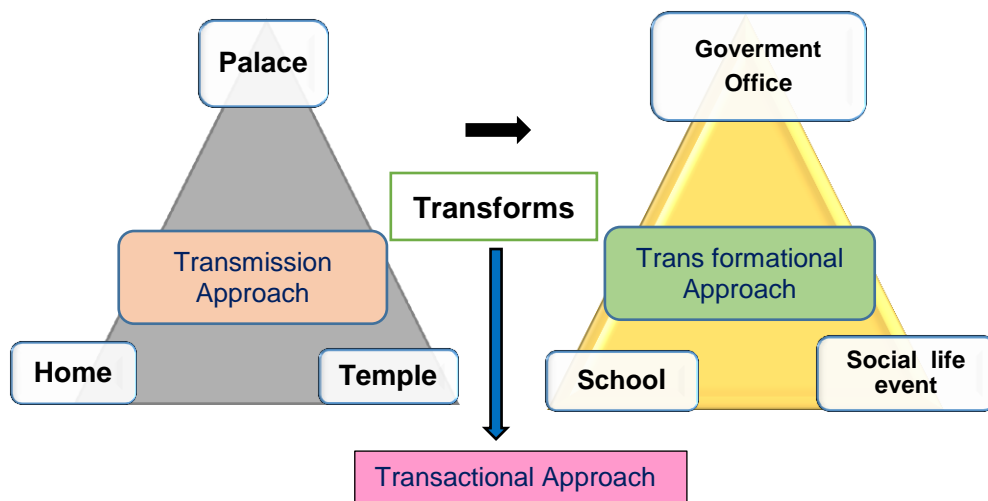 Palace
Goverment
Office
Transforms
Transmission
Approach
Trans formational
Approach
Home
Temple
School
Social life
event
Transactional Approach